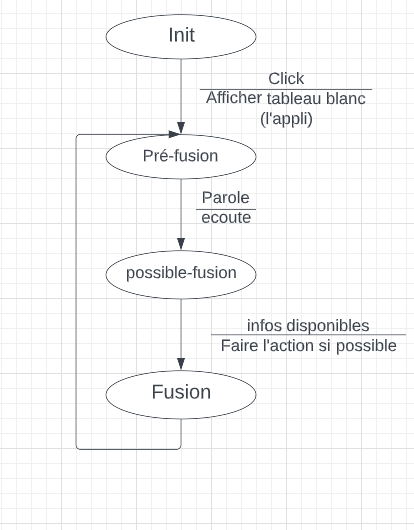 Init
Click
Afficher tableau blanc
(l'appli)
Pré-fusion
Parole
ecoute
possible-fusion
infos disponibles
Faire l'action si possible
Fusion